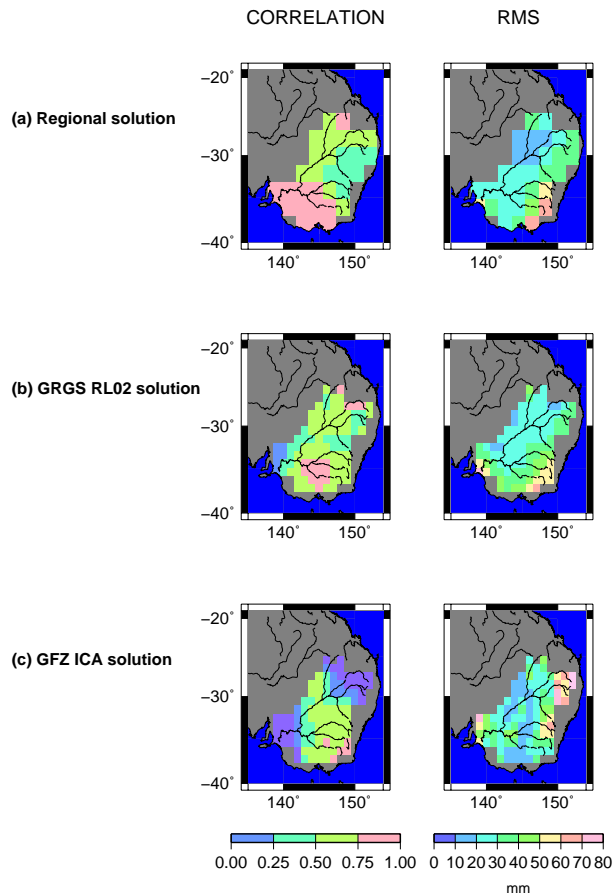 CORRELATION RMS
(a) Regional solution
−20˚
−30˚
−40˚
140˚ 150˚ 140˚ 150˚
(b) GRGS RL02 solution
−20˚
−30˚
−40˚
140˚ 150˚ 140˚ 150˚
(c) GFZ ICA solution
−20˚
−30˚
−40˚
140˚ 150˚ 140˚ 150˚
0.00 0.25 0.50 0.75 1.00 0 10 20 30 40 50 60 70 80
mm